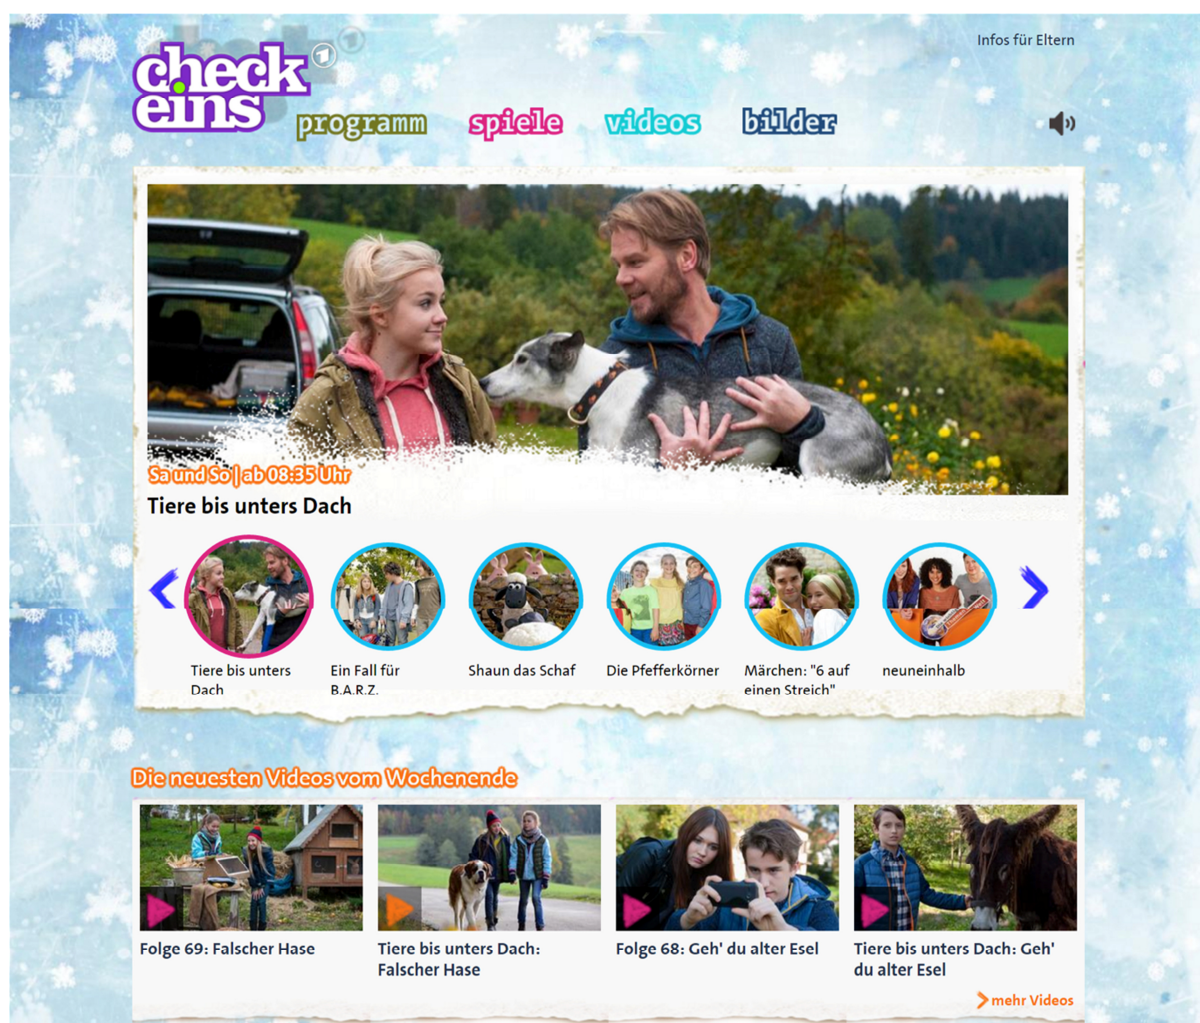 Infos für Eltern
check
eins
programm spiele videos bilder
Sa und So | ab 08:35 Uhr
Tiere bis unters Dach
Tiere bis unters
Dach
Ein Fall für
B.A.R.Z.
Shaun das Schaf
Die Pfefferkörner
Märchen: "6 auf
einen Streich"
neuneinhalb
Die neuesten Videos vom Wochenende
Folge 69: Falscher Hase
Tiere bis unters Dach:
Falscher Hase
Folge 68: Geh' du alter Esel
Tiere bis unters Dach: Geh'
du alter Esel
mehr Videos